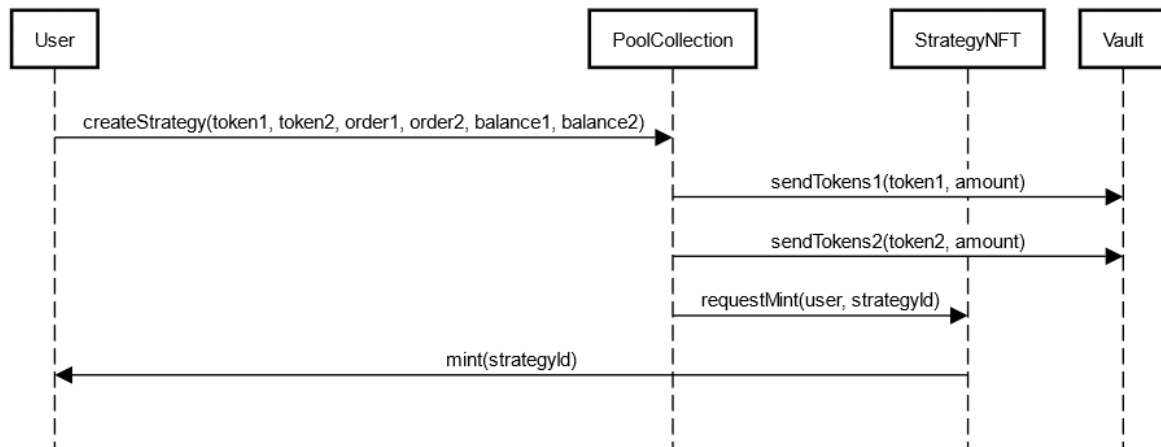 User
PoolCollection
StrategyNFT
Vault
createStrategy(token1, token2, order1, order2, balance1, balance2)
sendTokens1(token1, amount)
sendTokens2(token2, amount)
requestMint(user, strategyId)
mint(strategyId)